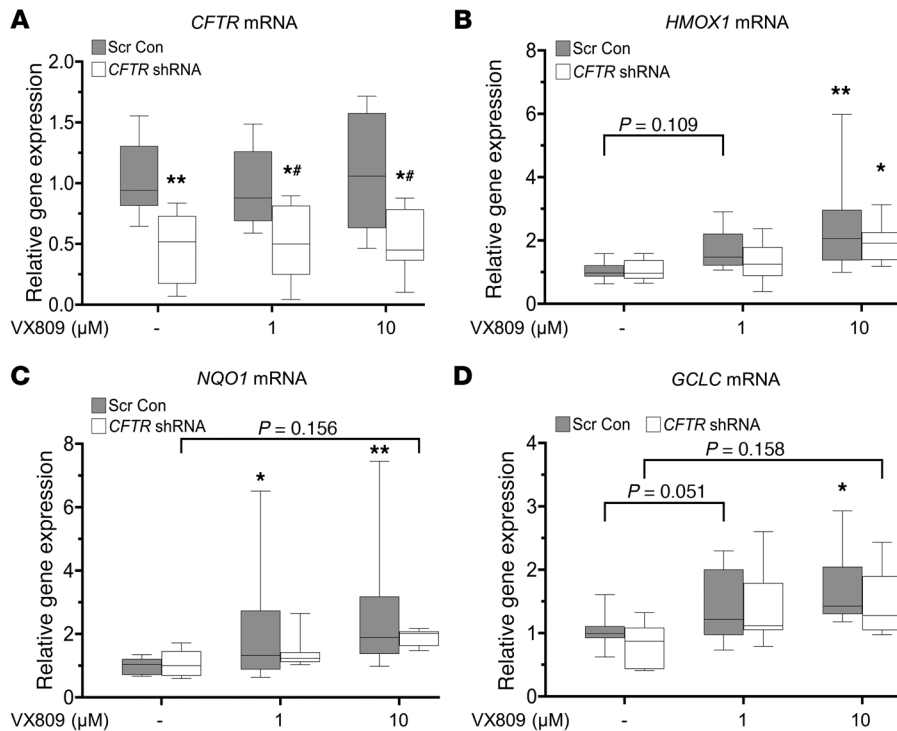 A
CFTR mRNA
Scr Con
CFTR shRNA
Relative gene expression
2.0
1.5
1.0
0.5
0.0
**
*#
*#
VX809 (µM)
-
1
10
B
HMOX1 mRNA
Scr Con
CFTR shRNA
Relative gene expression
8
6
4
2
0
P = 0.109
**
*
VX809 (µM)
-
1
10
C
NQO1 mRNA
Scr Con
CFTR shRNA
Relative gene expression
8
6
4
2
0
P = 0.156
*
**
VX809 (µM)
-
1
10
D
GCLC mRNA
Scr Con
CFTR shRNA
Relative gene expression
4
3
2
1
0
P = 0.158
P = 0.051
*
VX809 (µM)
-
1
10